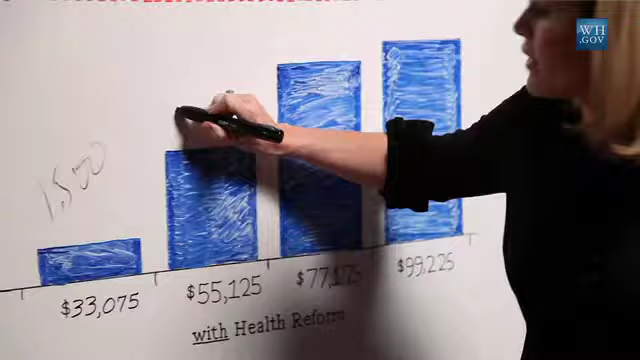 WH
.GOV
1,500
$33,075 $55,125 $77,175 $99,225
with Health Reform